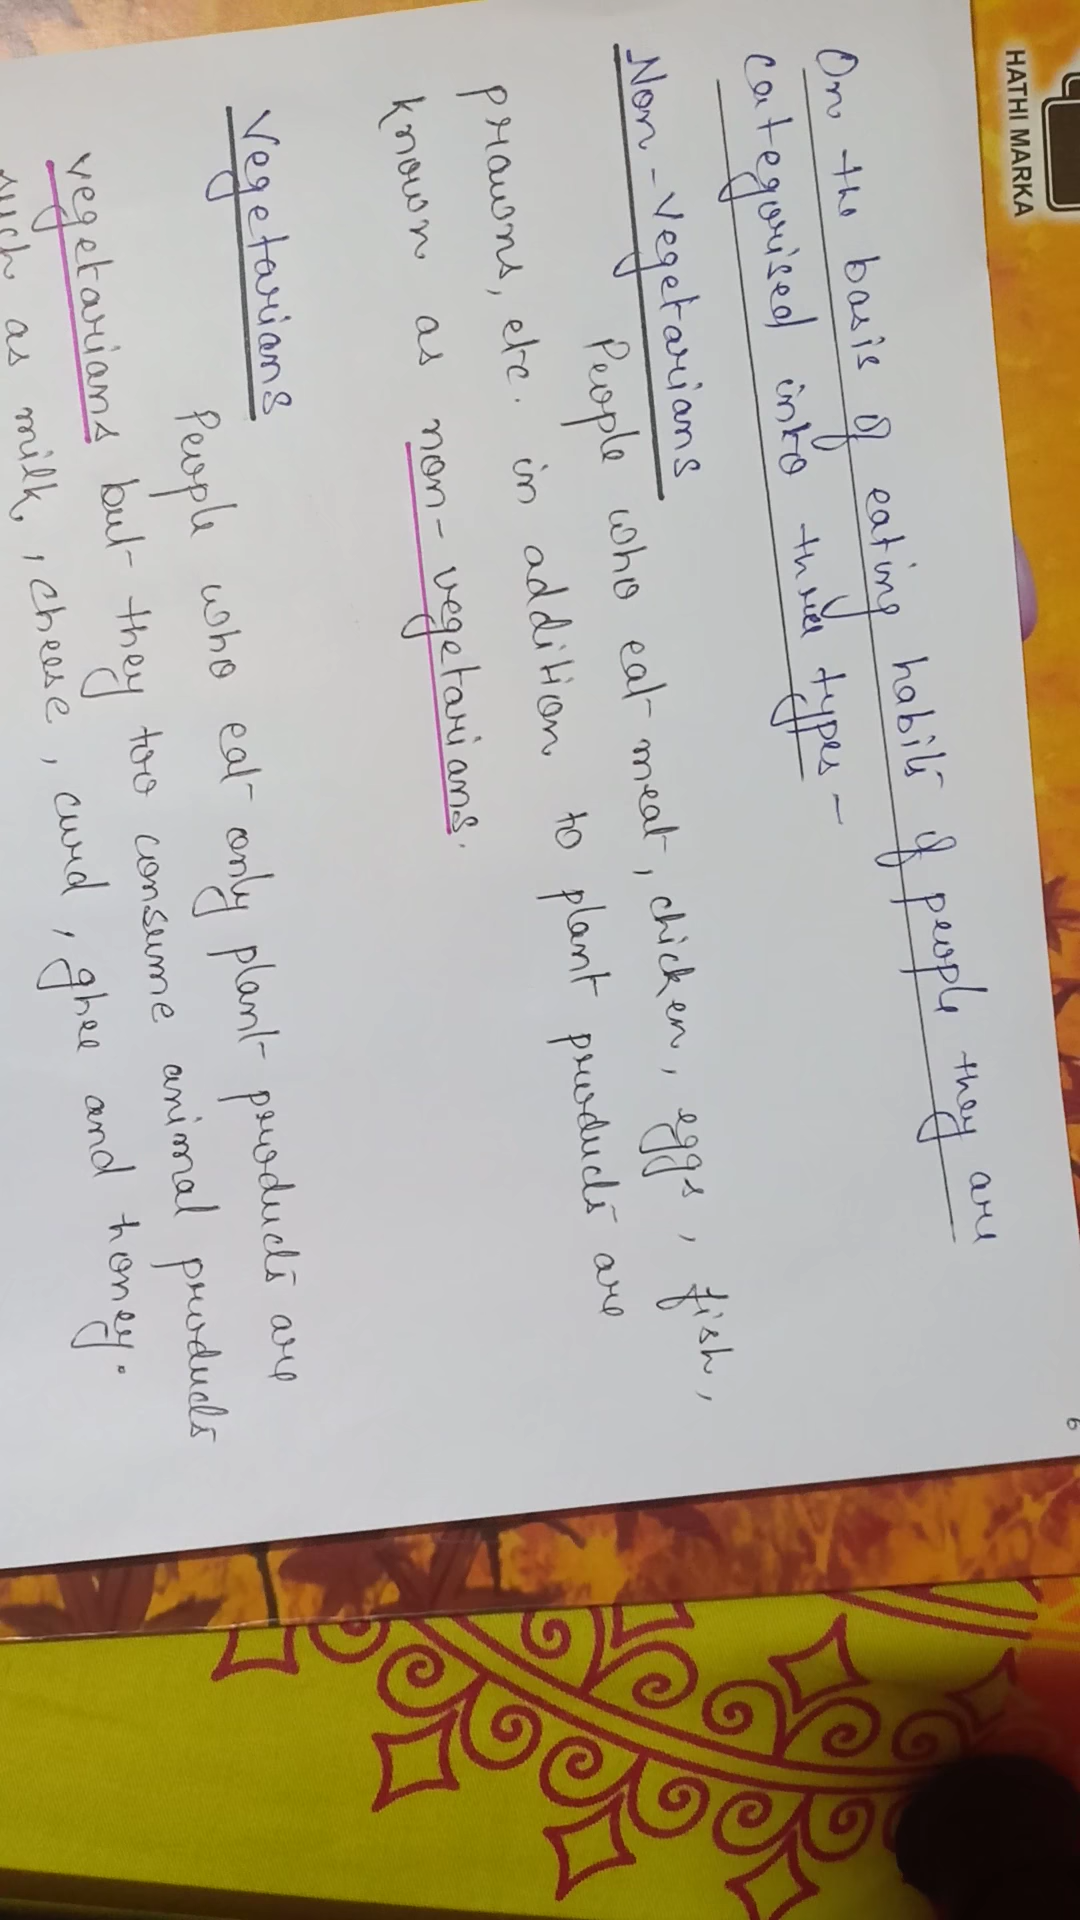 HATHI MARKA
6
On the basis of eating habits of people they are
categorised into three types-
Non-Vegetarians
People who eat meat, chicken, eggs, fish,
prawns, etc. in addition to plant products are
known as non-vegetarians.
Vegetarians
People who eat only plant products are
vegetarians but they too consume animal products
such as milk, cheese, curd, ghee and honey.